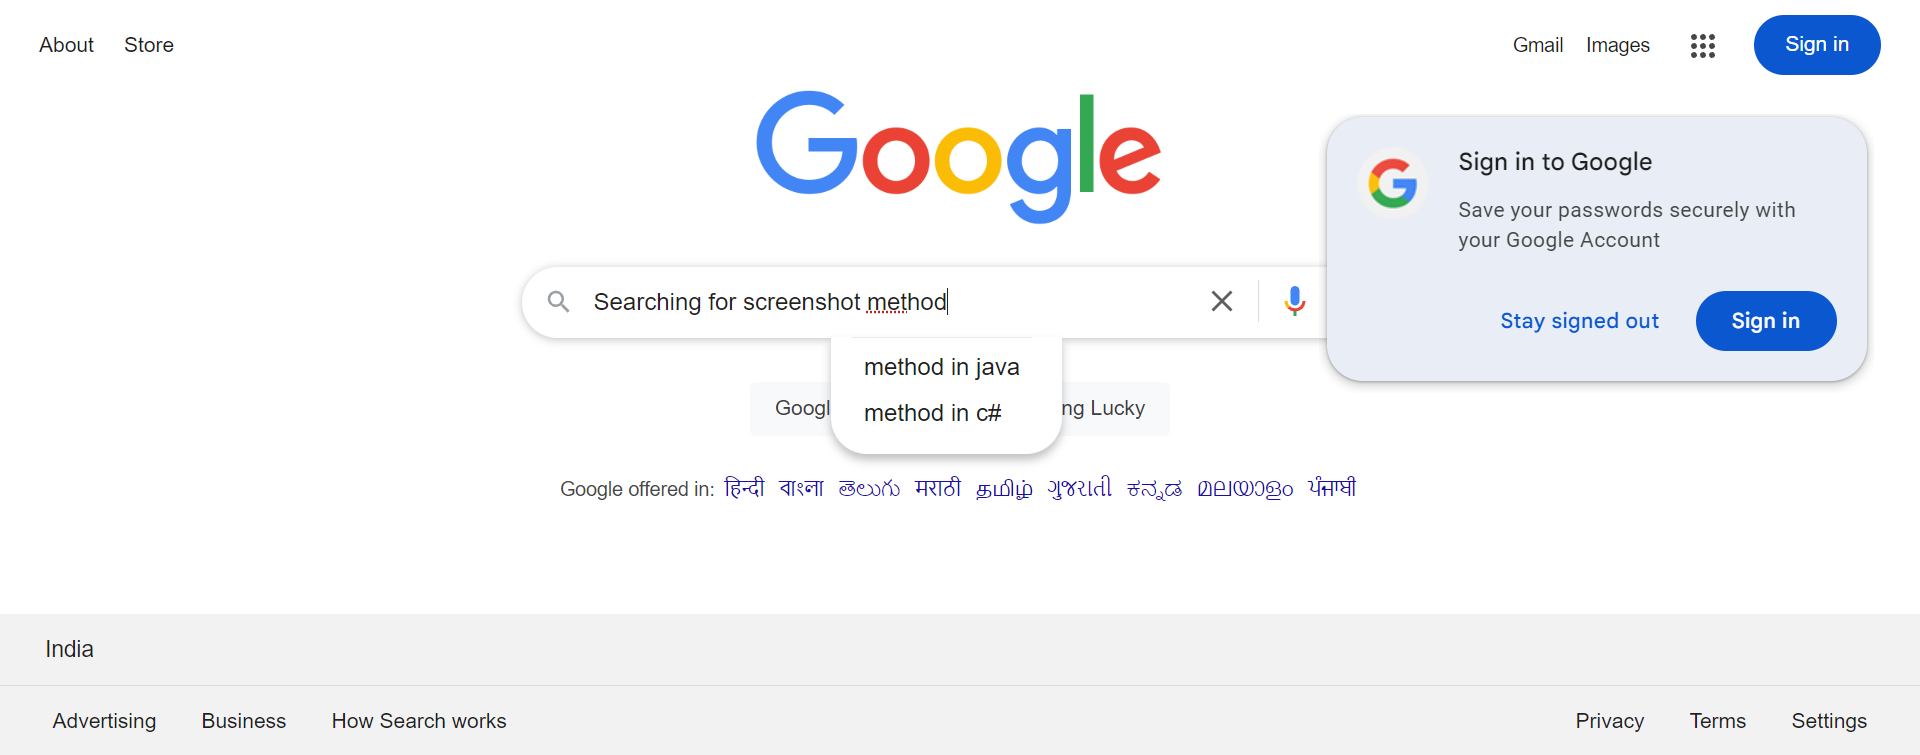 About Store
Gmail Images
Sign in
Google
Sign in to Google
Save your passwords securely with
your Google Account
Stay signed out
Sign in
Searching for screenshot method
method in java
method in c#
Googl
ng Lucky
Google offered in: हिन्दी বাংলা తెలుగు मराठी தமிழ் ગુજરાતી ಕನ್ನಡ മലയാളം ਪੰਜਾਬੀ
India
Advertising Business How Search works
Privacy Terms Settings